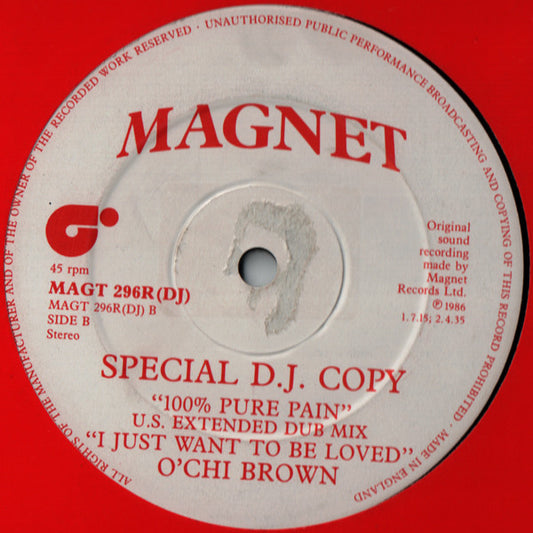 ALL RIGHTS OF THE MANUFACTURER AND OF THE OWNER OF THE RECORDED WORK RESERVED · UNAUTHORISED PUBLIC PERFORMANCE BROADCASTING AND COPYING OF THIS RECORD PROHIBITED · MADE IN ENGLAND
MAGNET
45 rpm
MAGT 296R(DJ)
MAGT 296R(DJ) B
SIDE B
Stereo
Original
sound
recording
made by
Magnet
Records Ltd.
℗ 1986
1. 7.15; 2. 4.35
SPECIAL D.J. COPY
“100% PURE PAIN”
U.S. EXTENDED DUB MIX
“I JUST WANT TO BE LOVED”
O'CHI BROWN